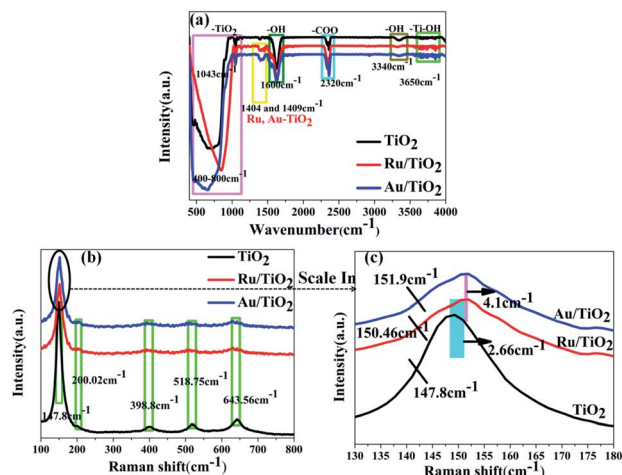 (a)
-TiO2
-OH
-COO
-OH
-Ti-OH
1043cm-1
1600cm-1
2320cm-1
3340cm-1
3650cm-1
1404 and 1409cm-1
Ru, Au-TiO2
400-800cm-1
TiO2
Ru/TiO2
Au/TiO2
Intensity(a.u.)
500 1000 1500 2000 2500 3000 3500 4000
Wavenumber(cm-1)
(b)
TiO2
Ru/TiO2
Au/TiO2
Scale In
147.8cm-1
200.02cm-1
398.8cm-1
518.75cm-1
643.56cm-1
Intensity(a.u.)
100 200 300 400 500 600 700 800
Raman shift(cm-1)
(c)
151.9cm-1
4.1cm-1
Au/TiO2
150.46cm-1
Ru/TiO2
2.66cm-1
147.8cm-1
TiO2
Intensity(a.u.)
130 140 150 160 170 180
Raman shift(cm-1)